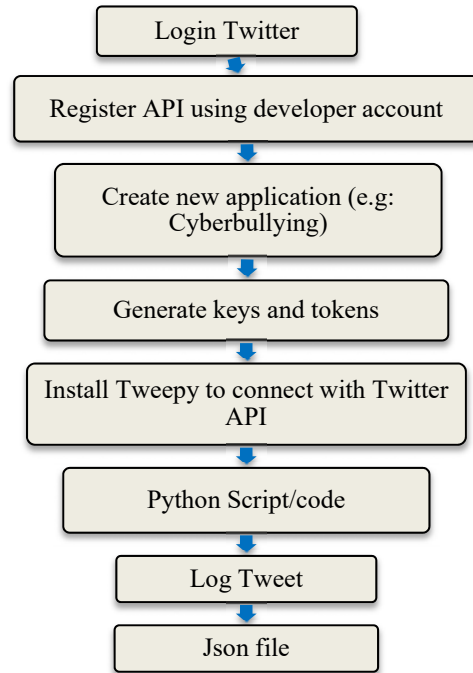 Login Twitter
Register API using developer account
Create new application (e.g:
Cyberbullying)
Generate keys and tokens
Install Tweepy to connect with Twitter
API
Python Script/code
Log Tweet
Json file